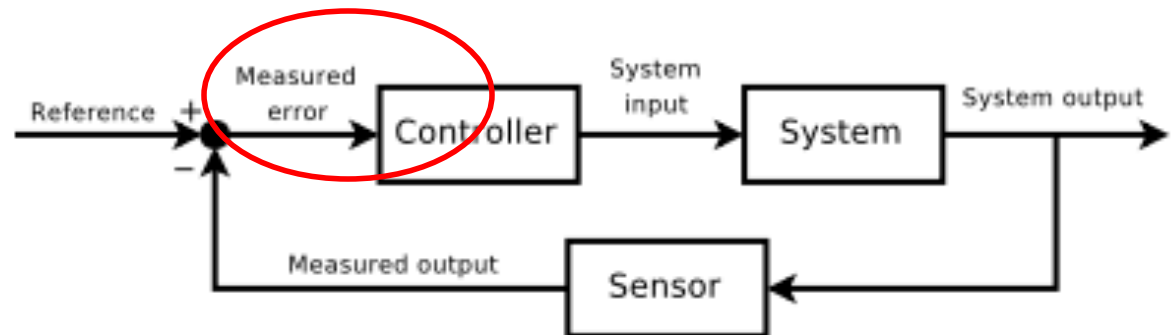 Reference
+
−
Measured
error
Controller
System
input
System
System output
Measured output
Sensor